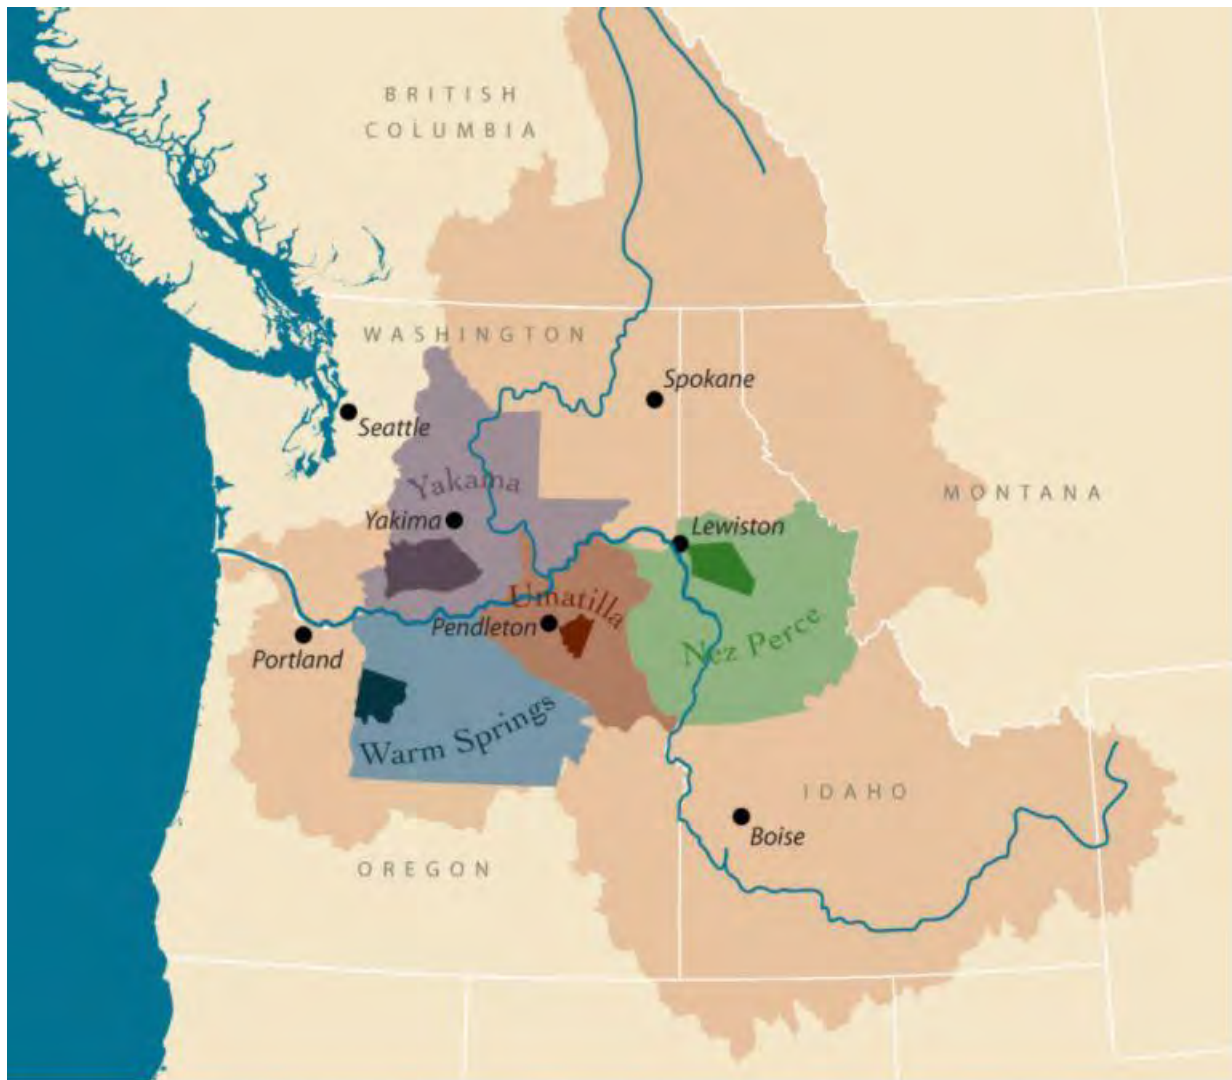 BRITISH
COLUMBIA
WASHINGTON
Spokane
Seattle
Yakama
MONTANA
Yakima
Lewiston
Umatilla
Pendleton
Nez Perce
Portland
Warm Springs
IDAHO
Boise
OREGON